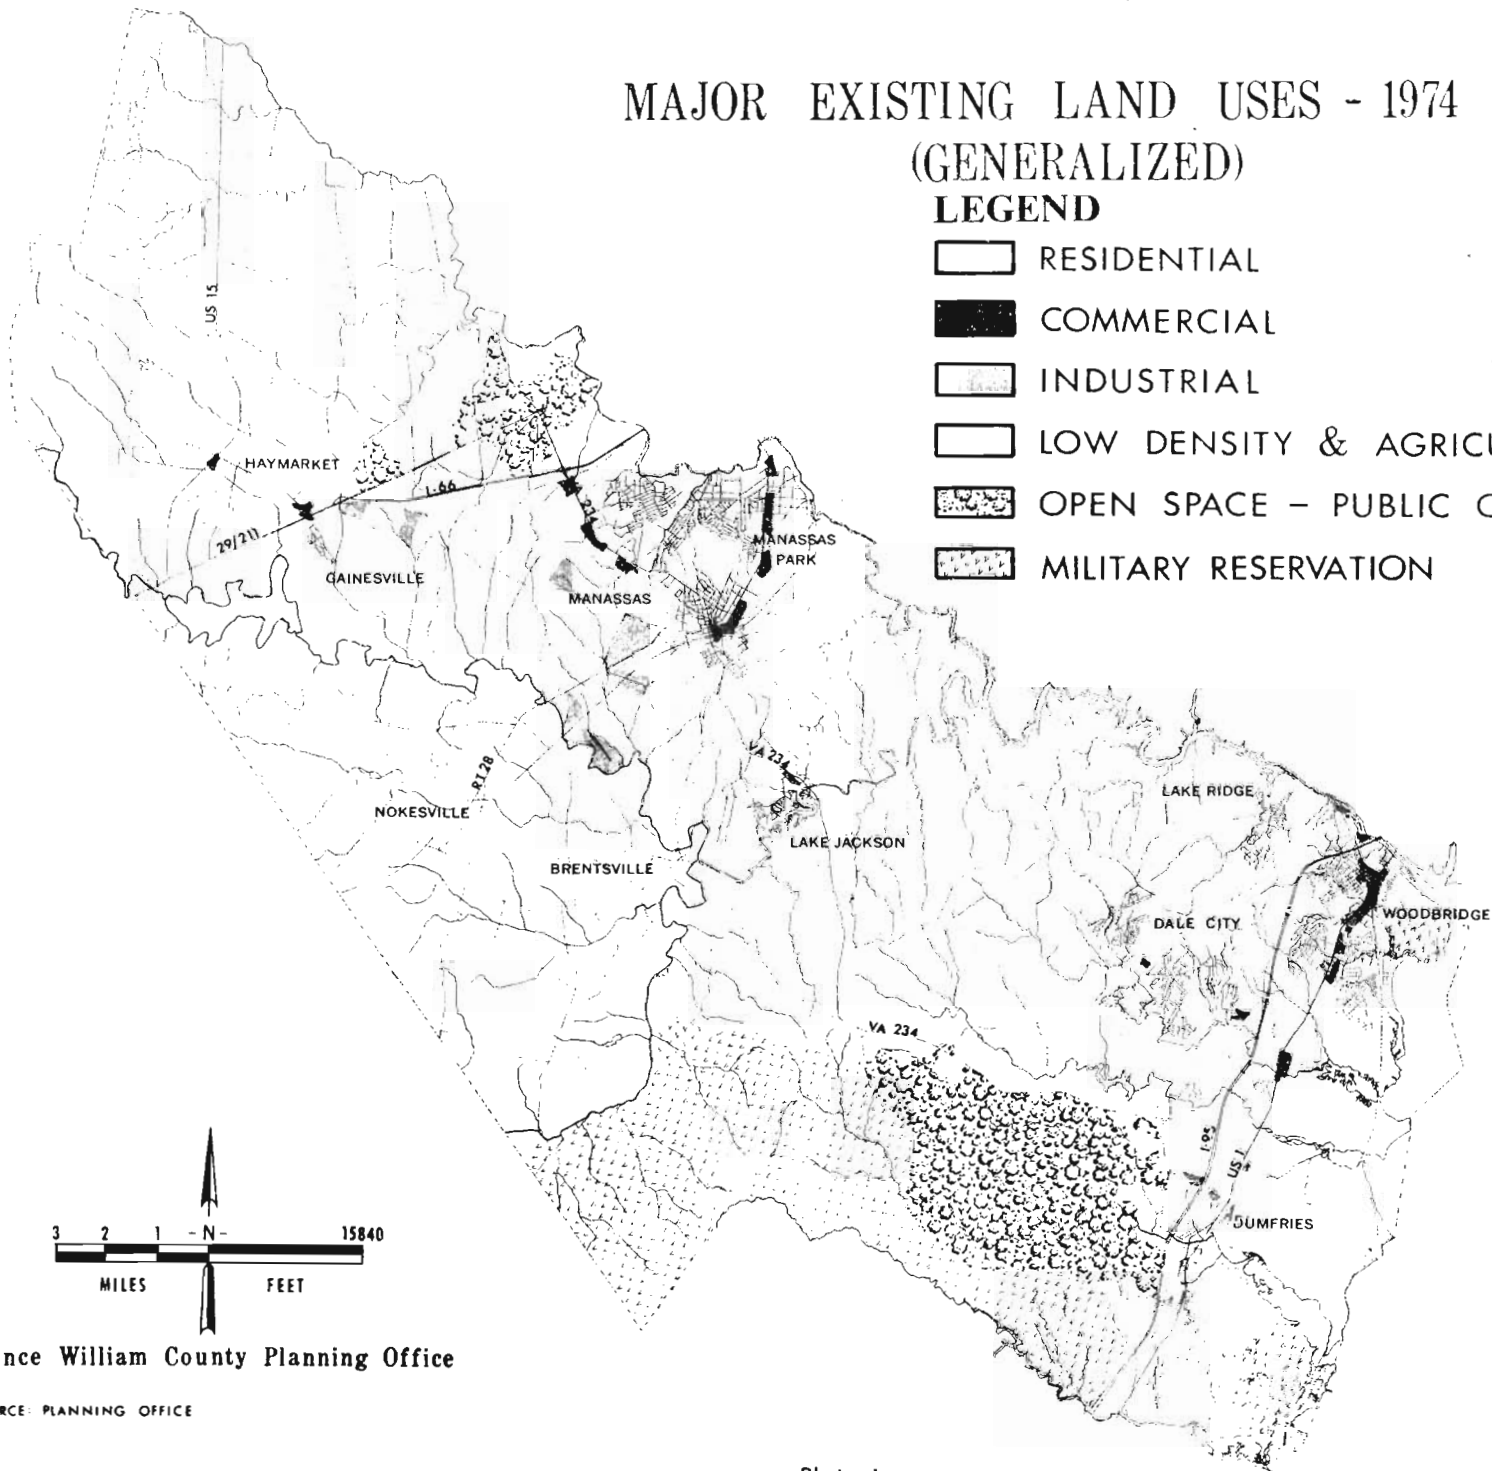 MAJOR EXISTING LAND USES - 1974
(GENERALIZED)
LEGEND
RESIDENTIAL
COMMERCIAL
INDUSTRIAL
LOW DENSITY & AGRICU
OPEN SPACE – PUBLIC
MILITARY RESERVATION
US 15
HAYMARKET
I-66
VA 234
29/211
GAINESVILLE
MANASSAS
PARK
MANASSAS
VA 234
RT 28
NOKESVILLE
LAKE RIDGE
LAKE JACKSON
BRENTSVILLE
DALE CITY
WOODBRIDGE
VA 234
I-95
US 1
DUMFRIES
3 2 1 -N- 15840
MILES FEET
nce William County Planning Office
RCE: PLANNING OFFICE